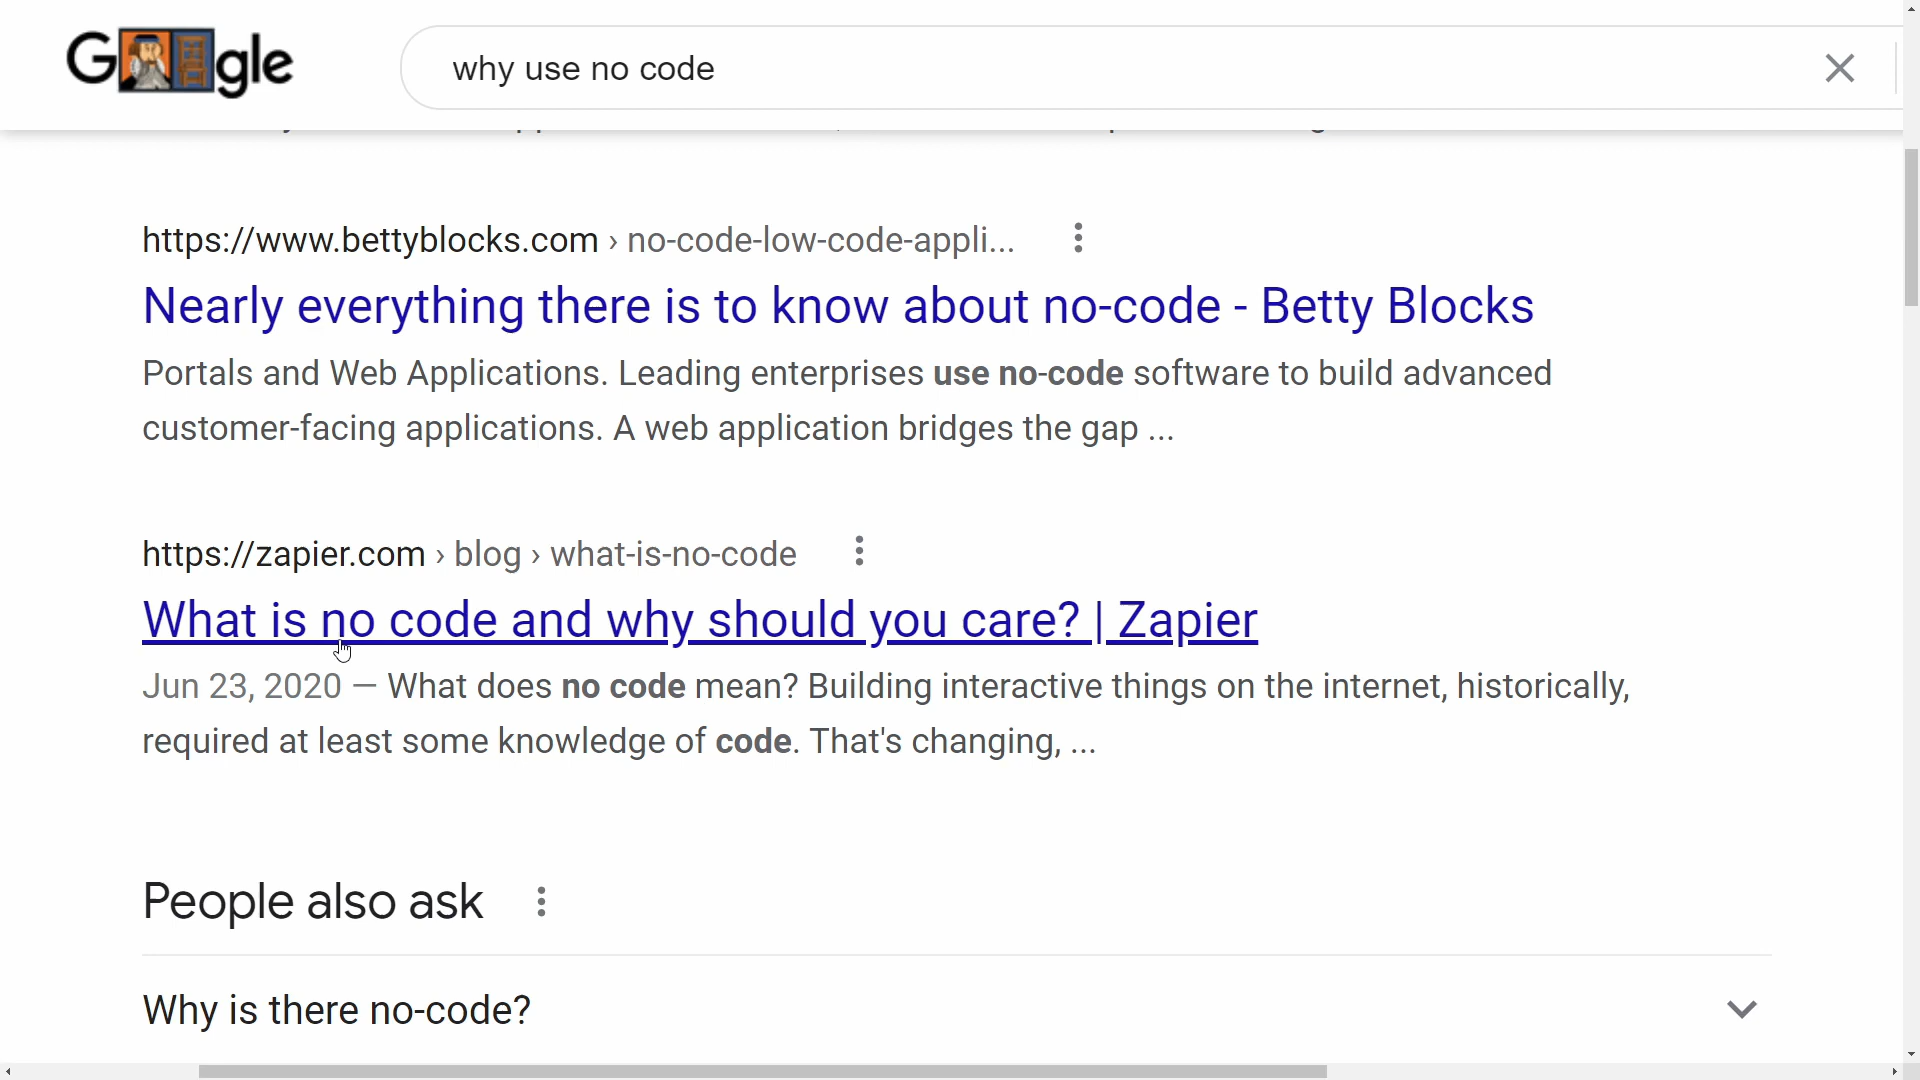 G gle
why use no code
https://www.bettyblocks.com › no-code-low-code-appli...
Nearly everything there is to know about no-code - Betty Blocks
Portals and Web Applications. Leading enterprises use no-code software to build advanced
customer-facing applications. A web application bridges the gap ...
https://zapier.com › blog › what-is-no-code
What is no code and why should you care? | Zapier
Jun 23, 2020 — What does no code mean? Building interactive things on the internet, historically,
required at least some knowledge of code. That's changing, ...
People also ask
Why is there no-code?